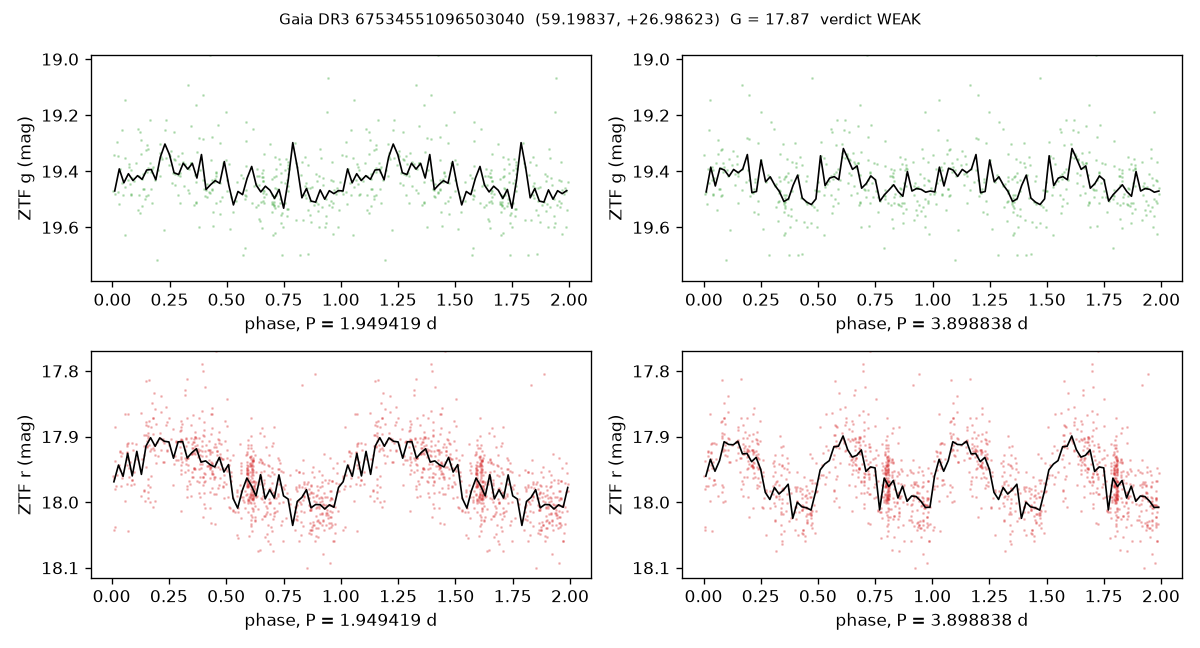 Gaia DR3 67534551096503040 (59.19837, +26.98623) G = 17.87 verdict WEAK
ZTF g (mag)
19.0
19.2
19.4
19.6
0.00 0.25 0.50 0.75 1.00 1.25 1.50 1.75 2.00
phase, P = 1.949419 d
ZTF g (mag)
19.0
19.2
19.4
19.6
0.00 0.25 0.50 0.75 1.00 1.25 1.50 1.75 2.00
phase, P = 3.898838 d
ZTF r (mag)
17.8
17.9
18.0
18.1
0.00 0.25 0.50 0.75 1.00 1.25 1.50 1.75 2.00
phase, P = 1.949419 d
ZTF r (mag)
17.8
17.9
18.0
18.1
0.00 0.25 0.50 0.75 1.00 1.25 1.50 1.75 2.00
phase, P = 3.898838 d